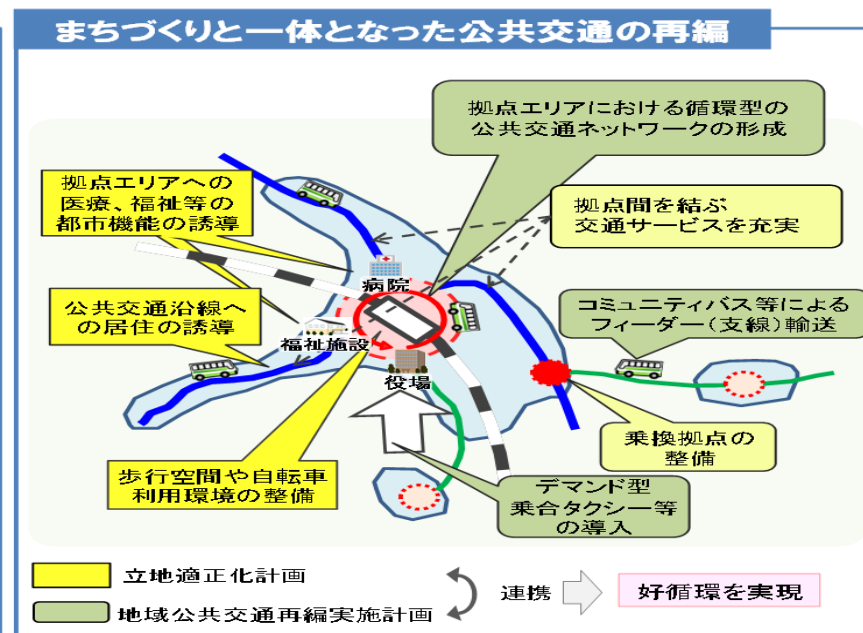 まちづくりと一体となった公共交通の再編
拠点エリアにおける循環型の
公共交通ネットワークの形成
拠点エリアへの
医療、福祉等の
都市機能の誘導
拠点間を結ぶ
交通サービスを充実
病院
公共交通沿線へ
の居住の誘導
福祉施設
コミュニティバス等による
フィーダー(支線)輸送
役場
乗換拠点の
整備
歩行空間や自転車
利用環境の整備
デマンド型
乗合タクシー等
の導入
立地適正化計画
地域公共交通再編実施計画
連携
好循環を実現